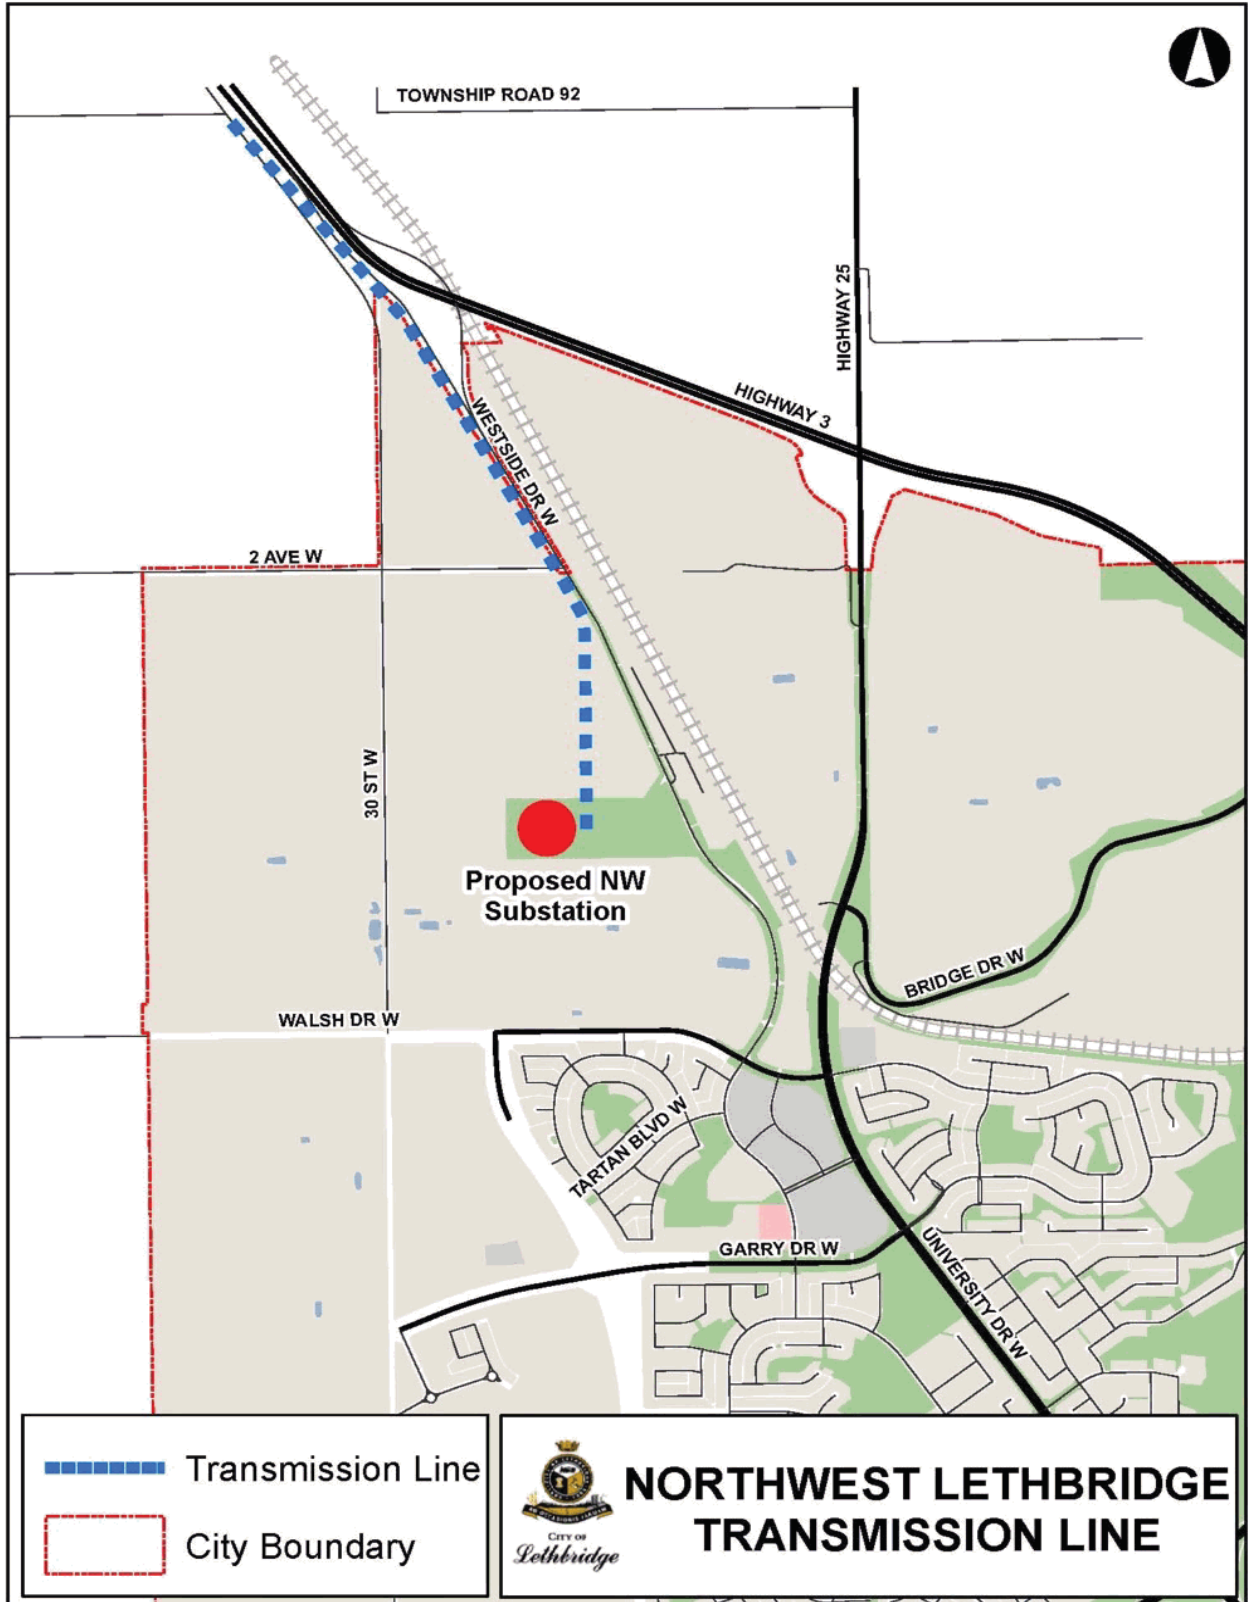 TOWNSHIP ROAD 92
HIGHWAY 25
HIGHWAY 3
WESTSIDE DR W
2 AVE W
30 ST W
Proposed NW
Substation
BRIDGE DR W
WALSH DR W
TARTAN BLVD W
GARRY DR W
UNIVERSITY DR W
Transmission Line
City Boundary
CITY OF
Lethbridge
NORTHWEST LETHBRIDGE
TRANSMISSION LINE